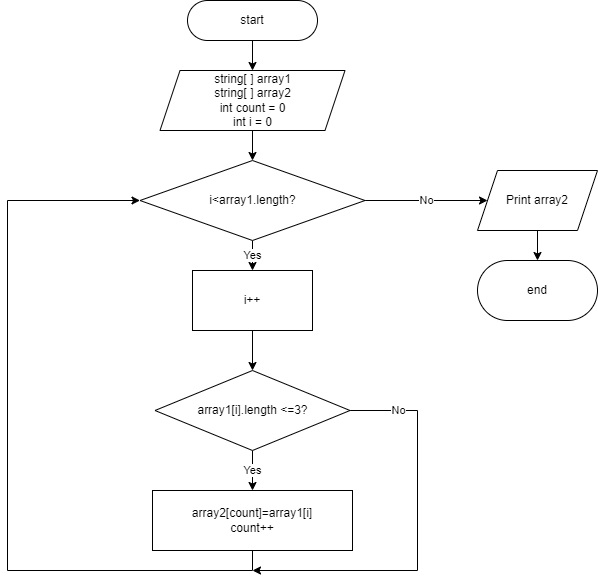 start
string[ ] array1
string[ ] array2
int count = 0
int i = 0
i<array1.length?
No
Print array2
Yes
end
i++
array1[i].length <=3?
No
Yes
array2[count]=array1[i]
count++